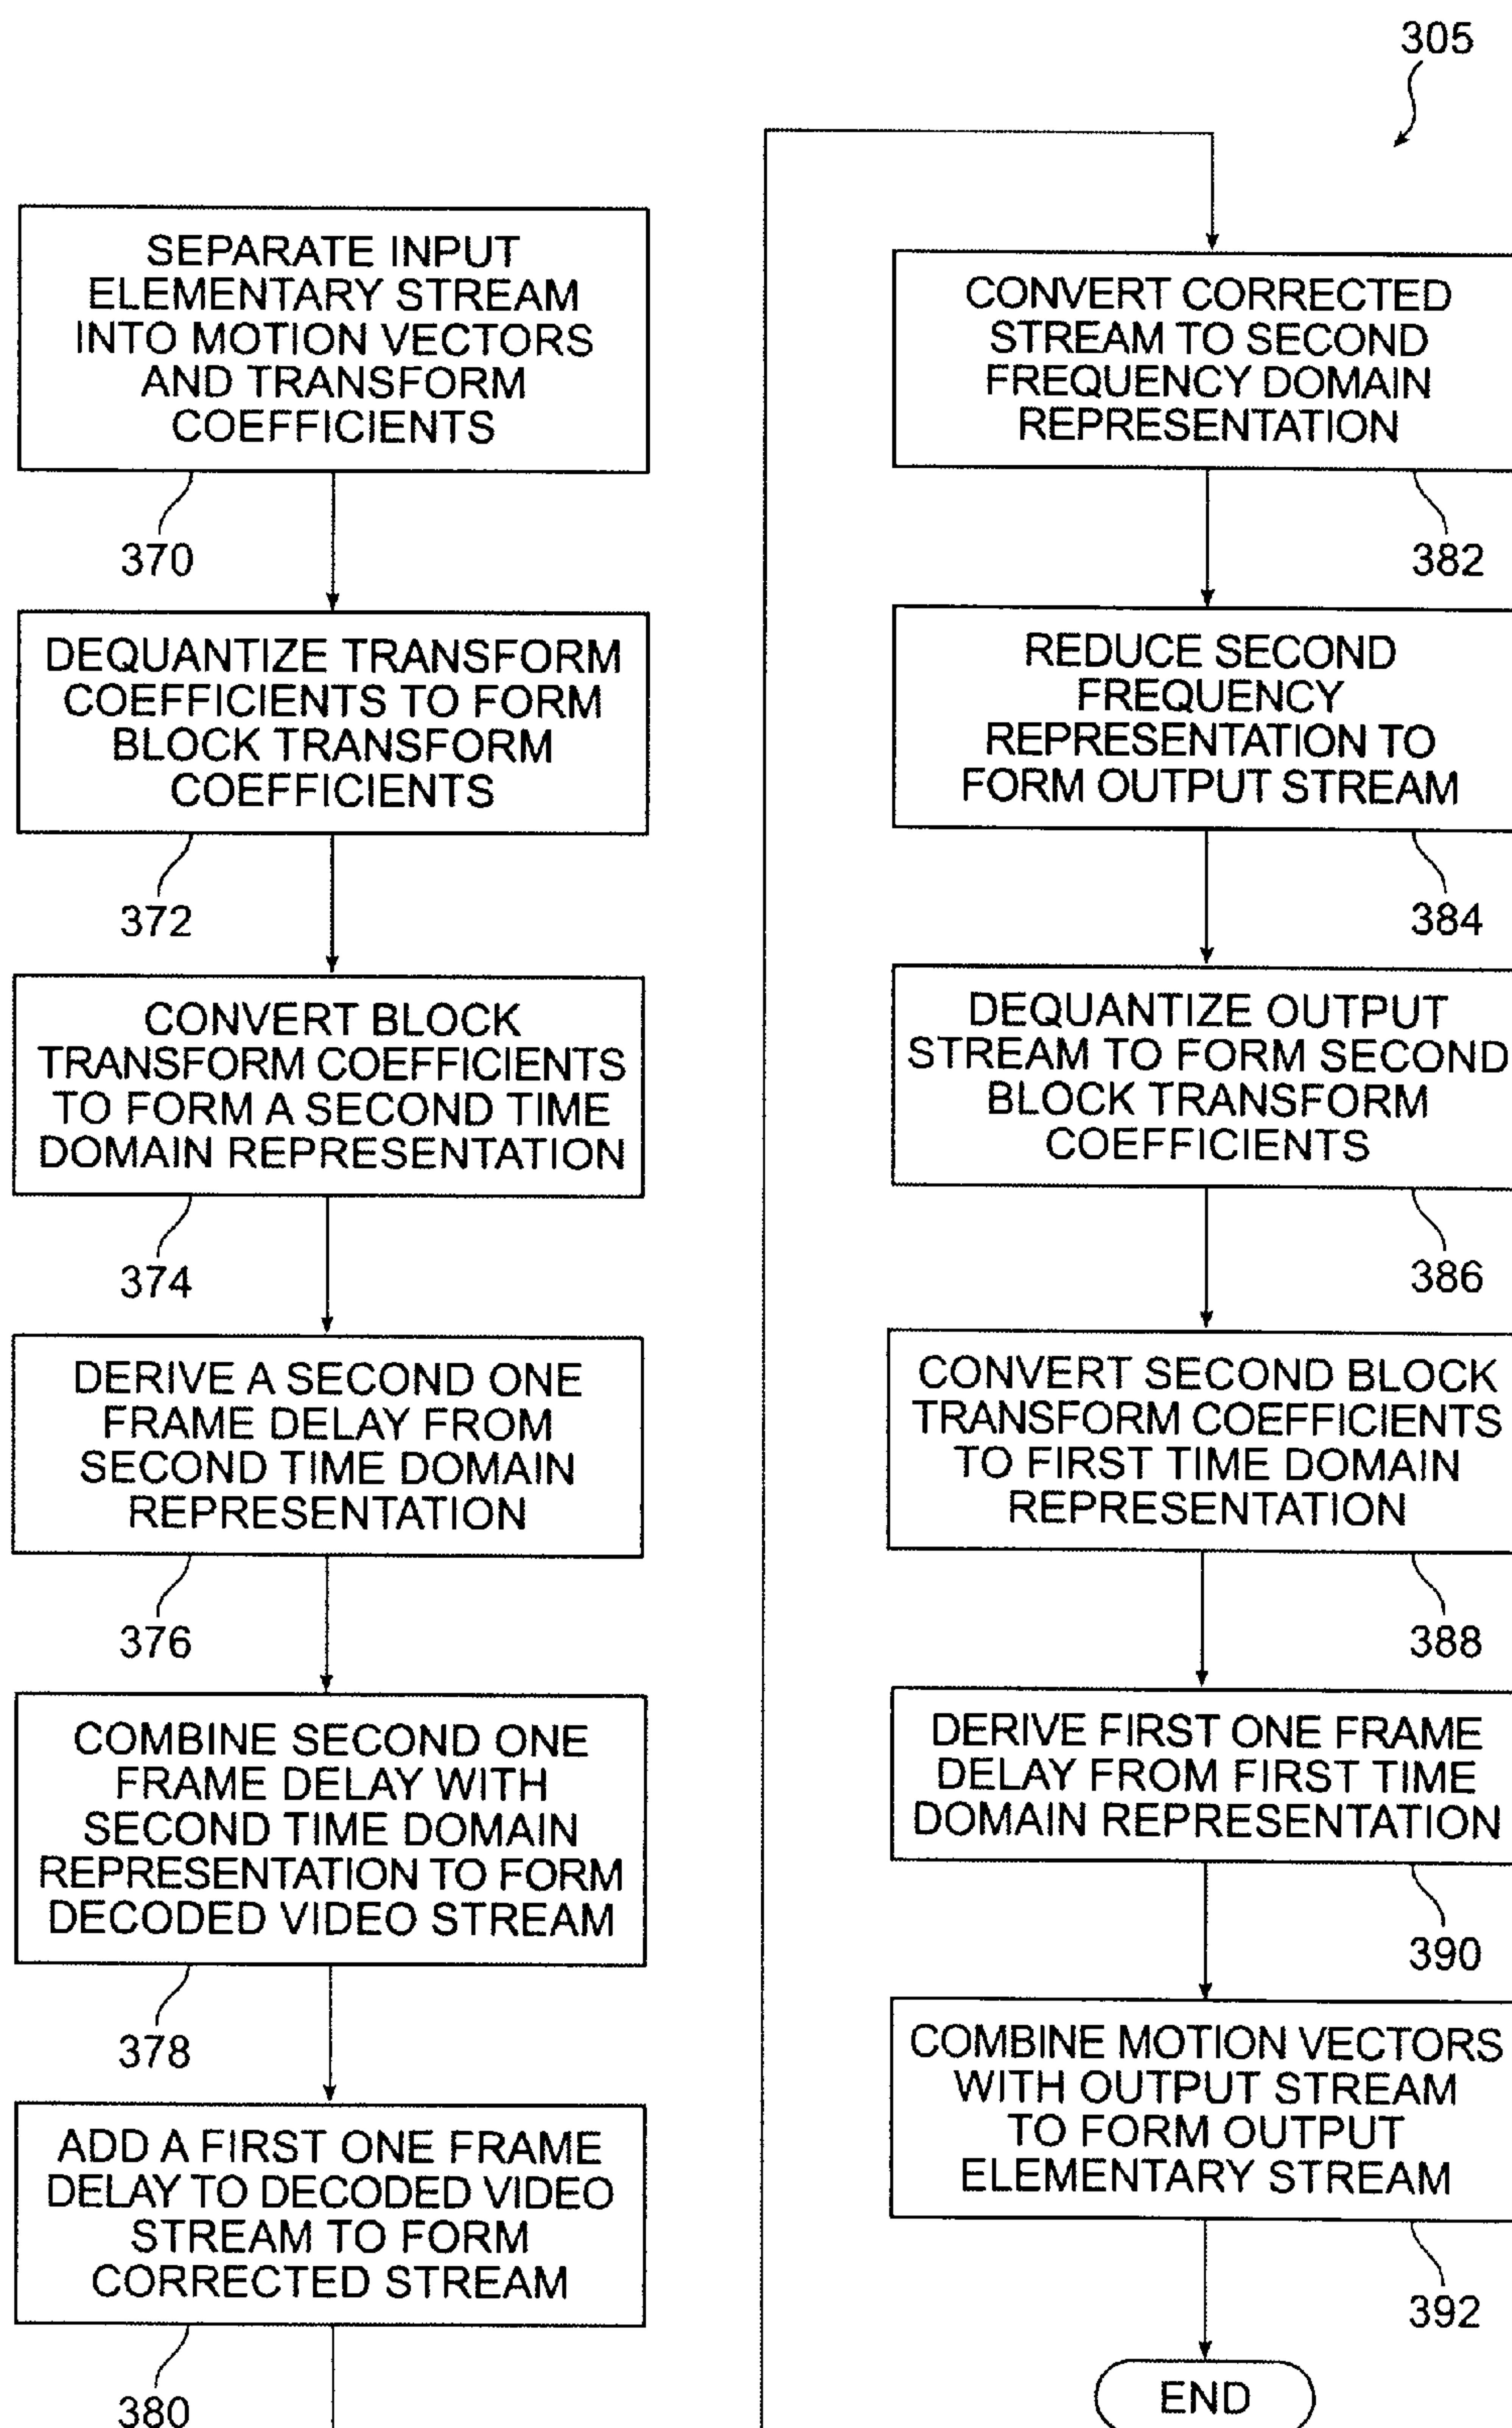 305
SEPARATE INPUT
ELEMENTARY STREAM
INTO MOTION VECTORS
AND TRANSFORM
COEFFICIENTS
370
DEQUANTIZE TRANSFORM
COEFFICIENTS TO FORM
BLOCK TRANSFORM
COEFFICIENTS
372
CONVERT BLOCK
TRANSFORM COEFFICIENTS
TO FORM A SECOND TIME
DOMAIN REPRESENTATION
374
DERIVE A SECOND ONE
FRAME DELAY FROM
SECOND TIME DOMAIN
REPRESENTATION
376
COMBINE SECOND ONE
FRAME DELAY WITH
SECOND TIME DOMAIN
REPRESENTATION TO FORM
DECODED VIDEO STREAM
378
ADD A FIRST ONE FRAME
DELAY TO DECODED VIDEO
STREAM TO FORM
CORRECTED STREAM
380
CONVERT CORRECTED
STREAM TO SECOND
FREQUENCY DOMAIN
REPRESENTATION
382
REDUCE SECOND
FREQUENCY
REPRESENTATION TO
FORM OUTPUT STREAM
384
DEQUANTIZE OUTPUT
STREAM TO FORM SECOND
BLOCK TRANSFORM
COEFFICIENTS
386
CONVERT SECOND BLOCK
TRANSFORM COEFFICIENTS
TO FIRST TIME DOMAIN
REPRESENTATION
388
DERIVE FIRST ONE FRAME
DELAY FROM FIRST TIME
DOMAIN REPRESENTATION
390
COMBINE MOTION VECTORS
WITH OUTPUT STREAM
TO FORM OUTPUT
ELEMENTARY STREAM
392
END